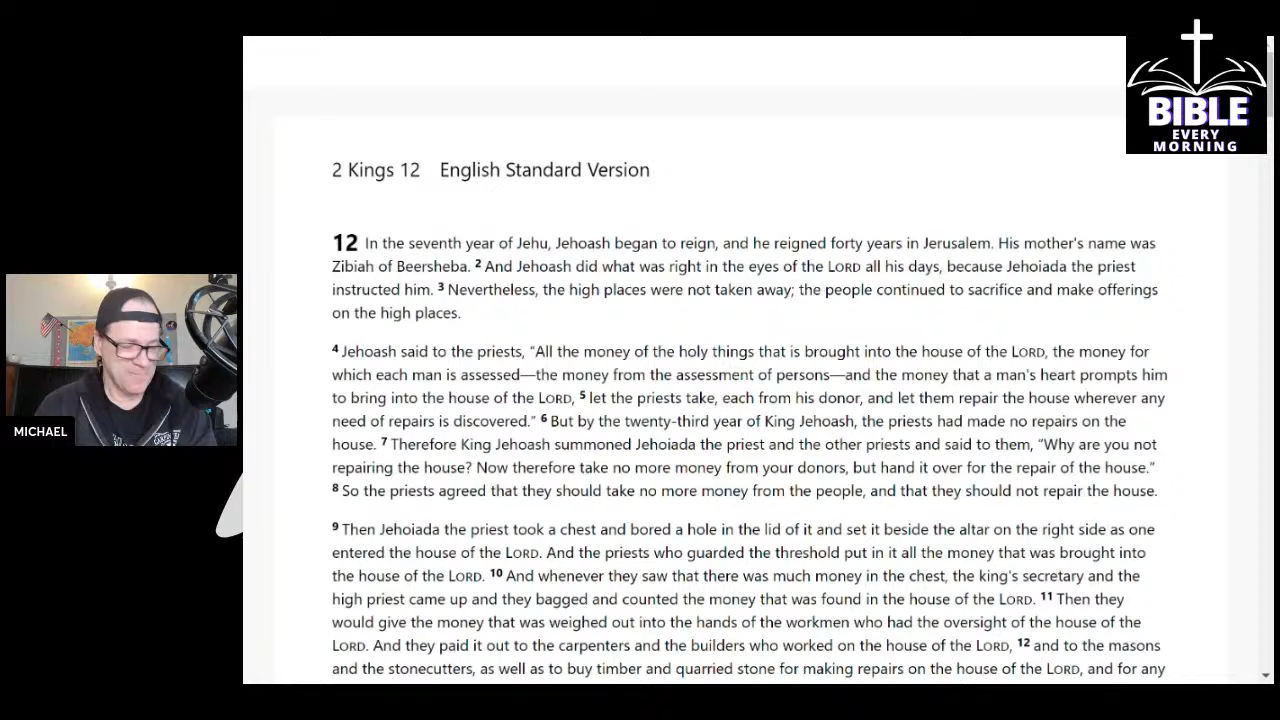 BIBLE
EVERY
MORNING
2 Kings 12 English Standard Version
12 In the seventh year of Jehu, Jehoash began to reign, and he reigned forty years in Jerusalem. His mother's name was
Zibiah of Beersheba. 2 And Jehoash did what was right in the eyes of the LORD all his days, because Jehoiada the priest
instructed him. 3 Nevertheless, the high places were not taken away; the people continued to sacrifice and make offerings
on the high places.
4 Jehoash said to the priests, “All the money of the holy things that is brought into the house of the LORD, the money for
which each man is assessed—the money from the assessment of persons—and the money that a man's heart prompts him
to bring into the house of the LORD, 5 let the priests take, each from his donor, and let them repair the house wherever any
need of repairs is discovered.” 6 But by the twenty-third year of King Jehoash, the priests had made no repairs on the
house. 7 Therefore King Jehoash summoned Jehoiada the priest and the other priests and said to them, “Why are you not
repairing the house? Now therefore take no more money from your donors, but hand it over for the repair of the house.”
8 So the priests agreed that they should take no more money from the people, and that they should not repair the house.
9 Then Jehoiada the priest took a chest and bored a hole in the lid of it and set it beside the altar on the right side as one
entered the house of the LORD. And the priests who guarded the threshold put in it all the money that was brought into
the house of the LORD. 10 And whenever they saw that there was much money in the chest, the king's secretary and the
high priest came up and they bagged and counted the money that was found in the house of the LORD. 11 Then they
would give the money that was weighed out into the hands of the workmen who had the oversight of the house of the
LORD. And they paid it out to the carpenters and the builders who worked on the house of the LORD, 12 and to the masons
and the stonecutters, as well as to buy timber and quarried stone for making repairs on the house of the LORD, and for any
MICHAEL